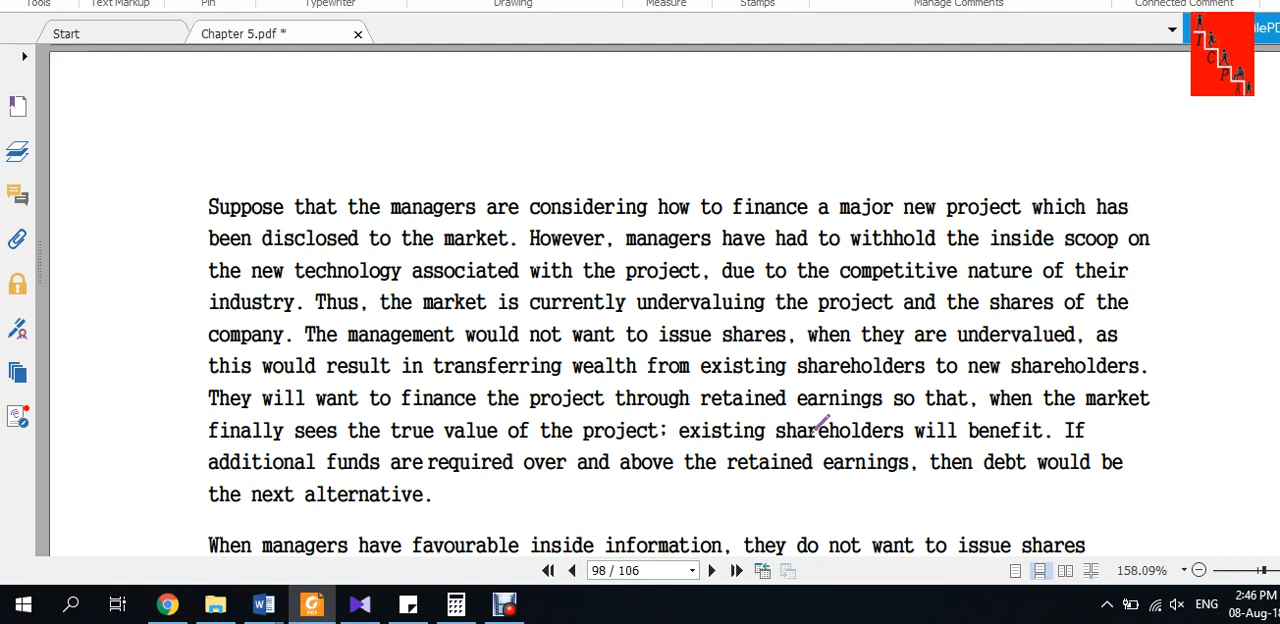 Tools Text Markup Pin Typewriter Drawing Measure Stamps Manage Comments Connected Comment
Start Chapter 5.pdf *
T C P A
Suppose that the managers are considering how to finance a major new project which has
been disclosed to the market. However, managers have had to withhold the inside scoop on
the new technology associated with the project, due to the competitive nature of their
industry. Thus, the market is currently undervaluing the project and the shares of the
company. The management would not want to issue shares, when they are undervalued, as
this would result in transferring wealth from existing shareholders to new shareholders.
They will want to finance the project through retained earnings so that, when the market
finally sees the true value of the project; existing shareholders will benefit. If
additional funds are required over and above the retained earnings, then debt would be
the next alternative.
When managers have favourable inside information, they do not want to issue shares
98 / 106 158.09%
ENG 2:46 PM
08-Aug-18